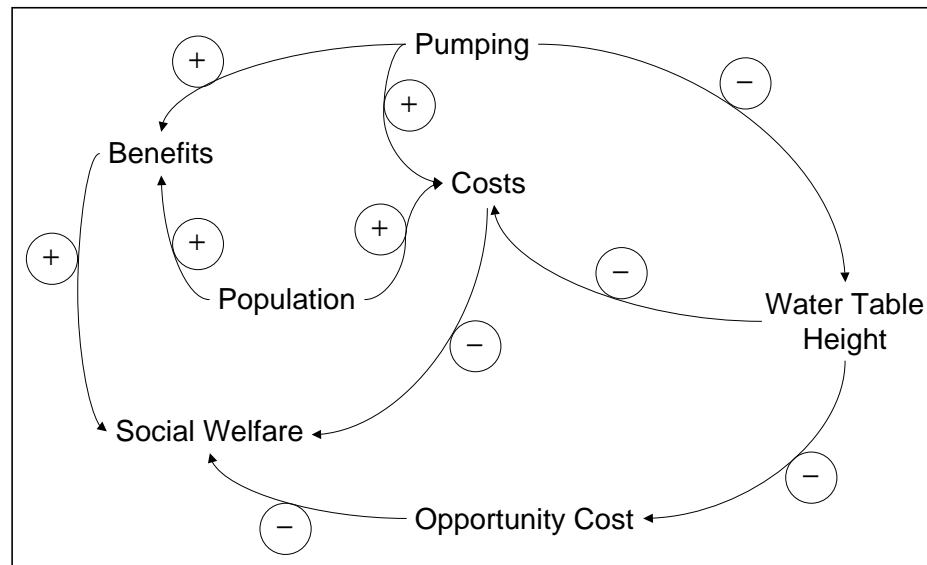 Pumping
+
−
+
Benefits
Costs
+
+
+
−
Population
Water Table
Height
−
Social Welfare
−
Opportunity Cost
−